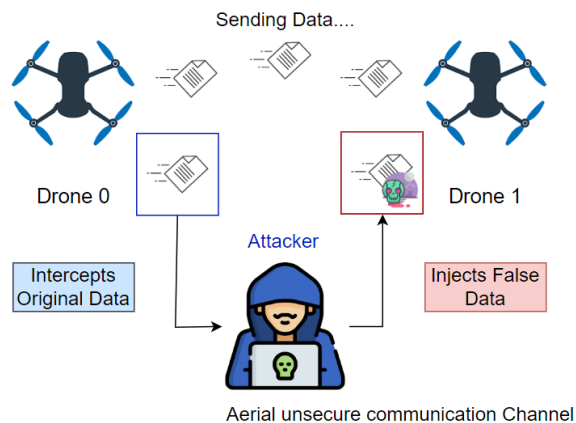 Sending Data....
Drone 0
Drone 1
Attacker
Intercepts
Original Data
Injects False
Data
Aerial unsecure communication Channel